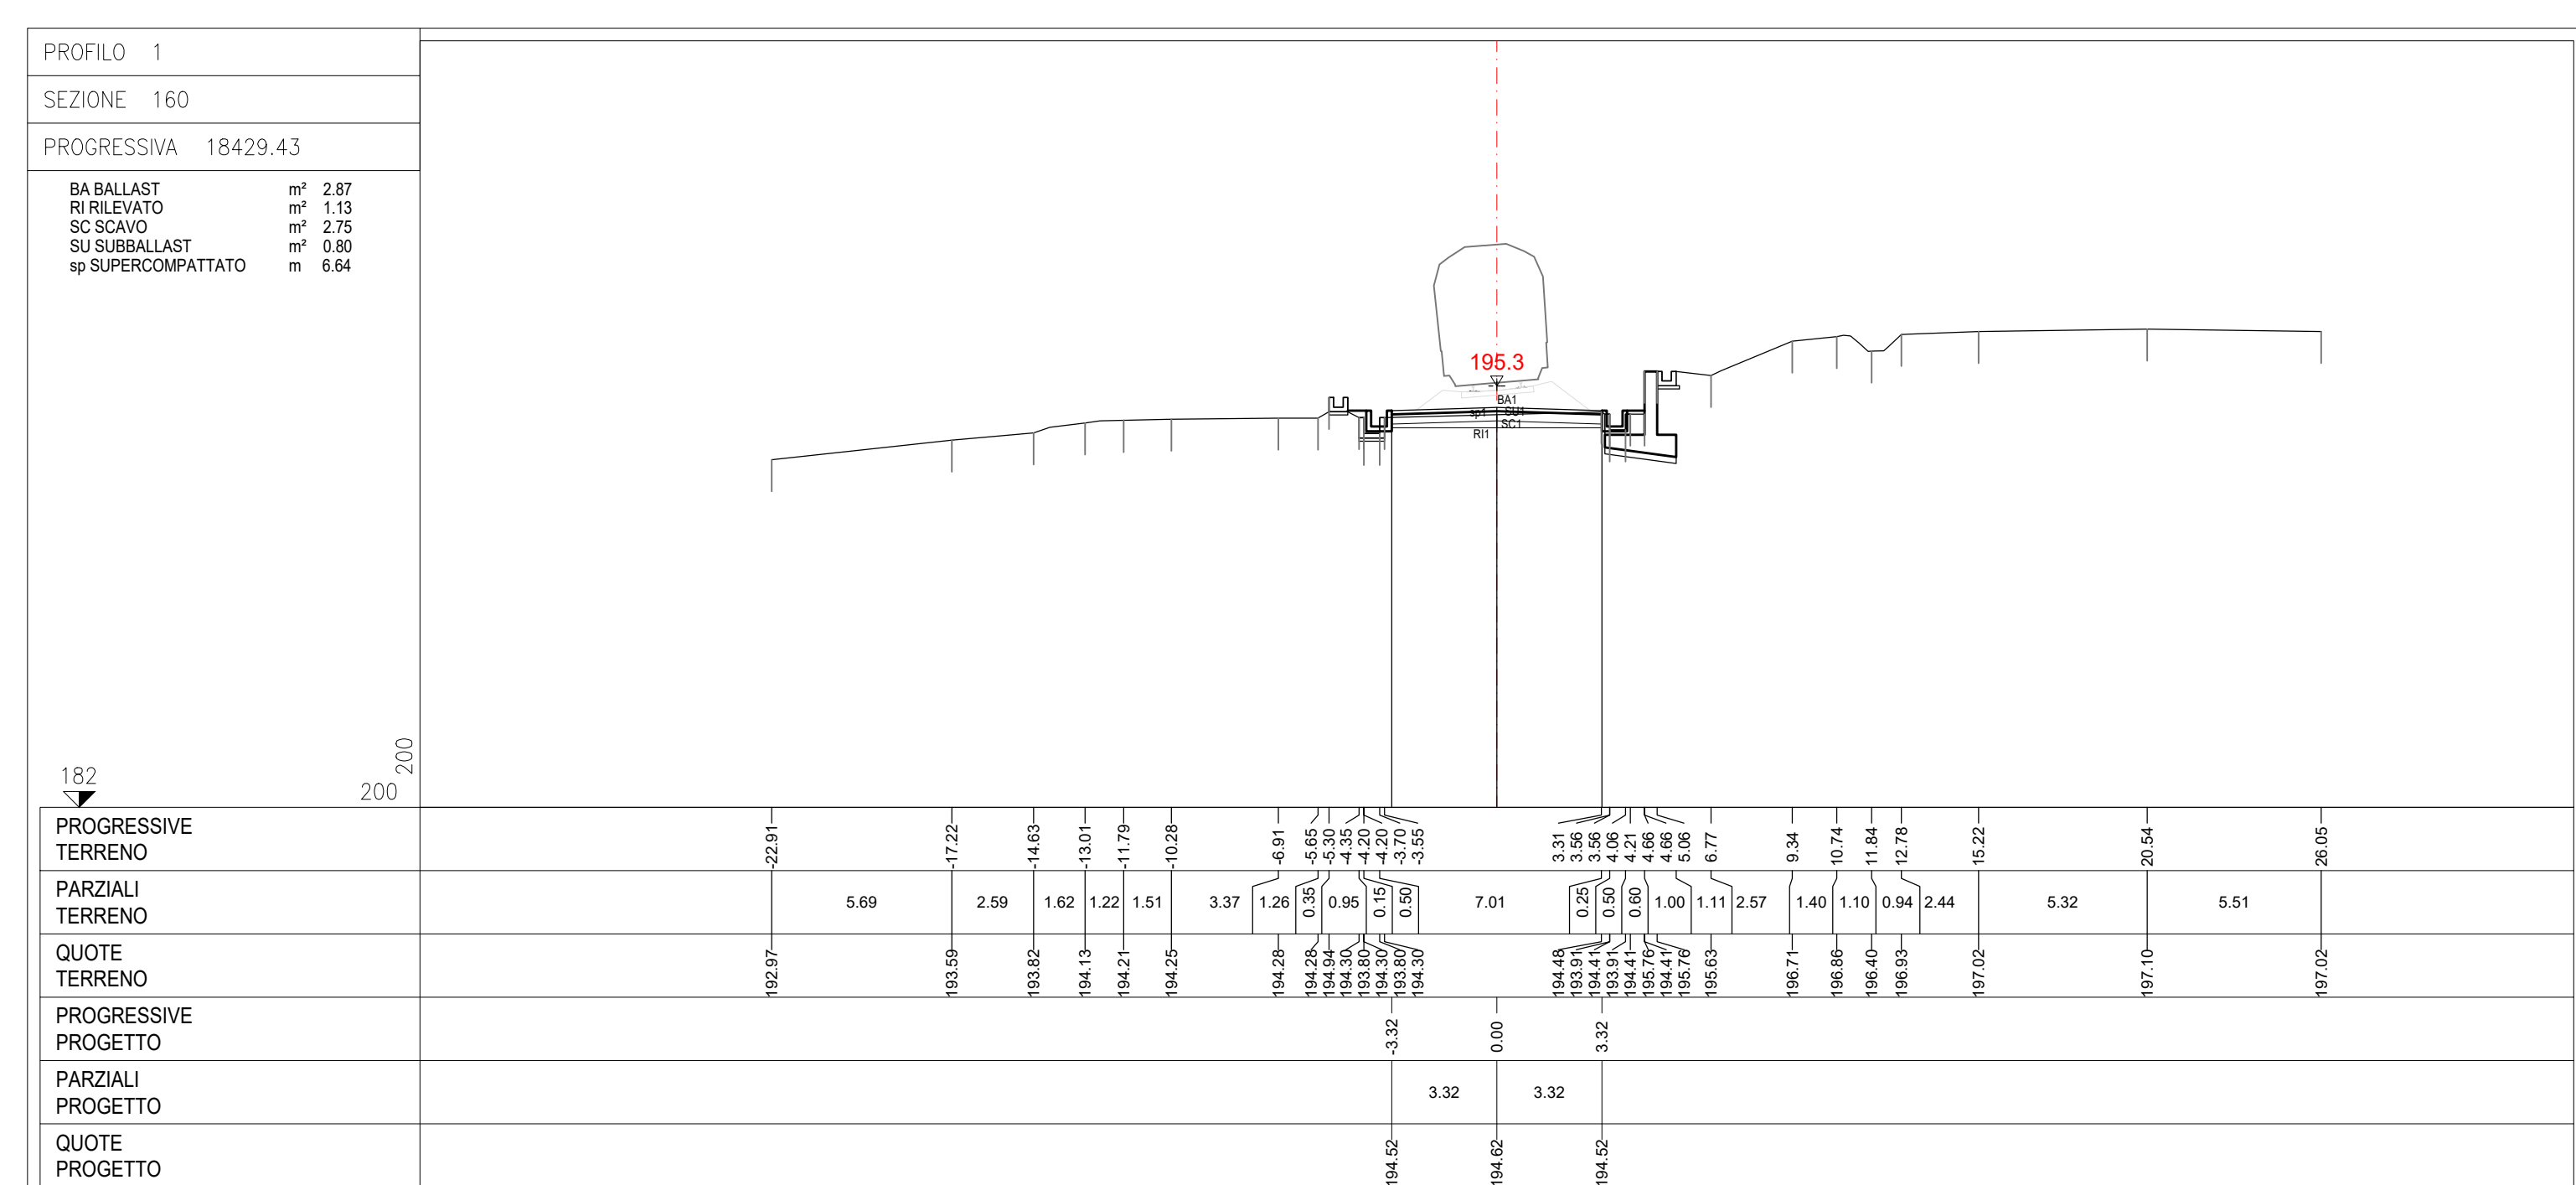 PROFILO 1
SEZIONE 160
PROGRESSIVA 18429.43
BA BALLAST m² 2.87
RI RILEVATO m² 1.13
SC SCAVO m² 2.75
SU SUBBALLAST m² 0.80
sp SUPERCOMPATTATO m 6.64
195.3
BA1
sp1 SU1
SC1
RI1
200
182
200
PROGRESSIVE
TERRENO
-22.91 -17.22 -14.63 -13.01 -11.79 -10.28 -6.91 -5.65 -5.30 -4.35 -4.20 -4.20 -3.70 -3.55 3.31 3.56 3.56 4.06 4.21 4.66 4.66 5.06 6.77 9.34 10.74 11.84 12.78 15.22 20.54 26.05
PARZIALI
TERRENO
5.69 2.59 1.62 1.22 1.51 3.37 1.26 0.35 0.95 0.15 0.50 7.01 0.25 0.50 0.60 1.00 1.11 2.57 1.40 1.10 0.94 2.44 5.32 5.51
QUOTE
TERRENO
192.97 193.59 193.82 194.13 194.21 194.25 194.28 194.28 194.94 194.30 193.80 194.30 193.80 194.30 194.48 193.91 194.41 193.91 194.41 195.76 194.41 195.76 195.63 196.71 196.86 196.40 196.93 197.02 197.10 197.02
PROGRESSIVE
PROGETTO
-3.32 0.00 3.32
PARZIALI
PROGETTO
3.32 3.32
QUOTE
PROGETTO
194.52 194.62 194.52